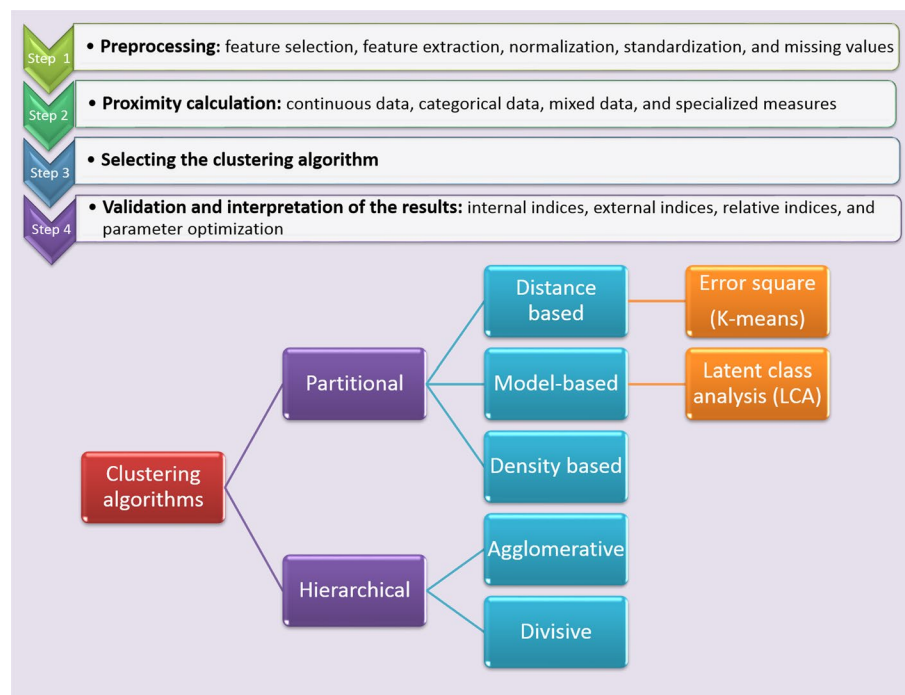 Step 1
• Preprocessing: feature selection, feature extraction, normalization, standardization, and missing values
Step 2
• Proximity calculation: continuous data, categorical data, mixed data, and specialized measures
Step 3
• Selecting the clustering algorithm
Step 4
• Validation and interpretation of the results: internal indices, external indices, relative indices, and
parameter optimization
Clustering
algorithms
Partitional
Distance
based
Error square
(K-means)
Model-based
Latent class
analysis (LCA)
Density based
Hierarchical
Agglomerative
Divisive